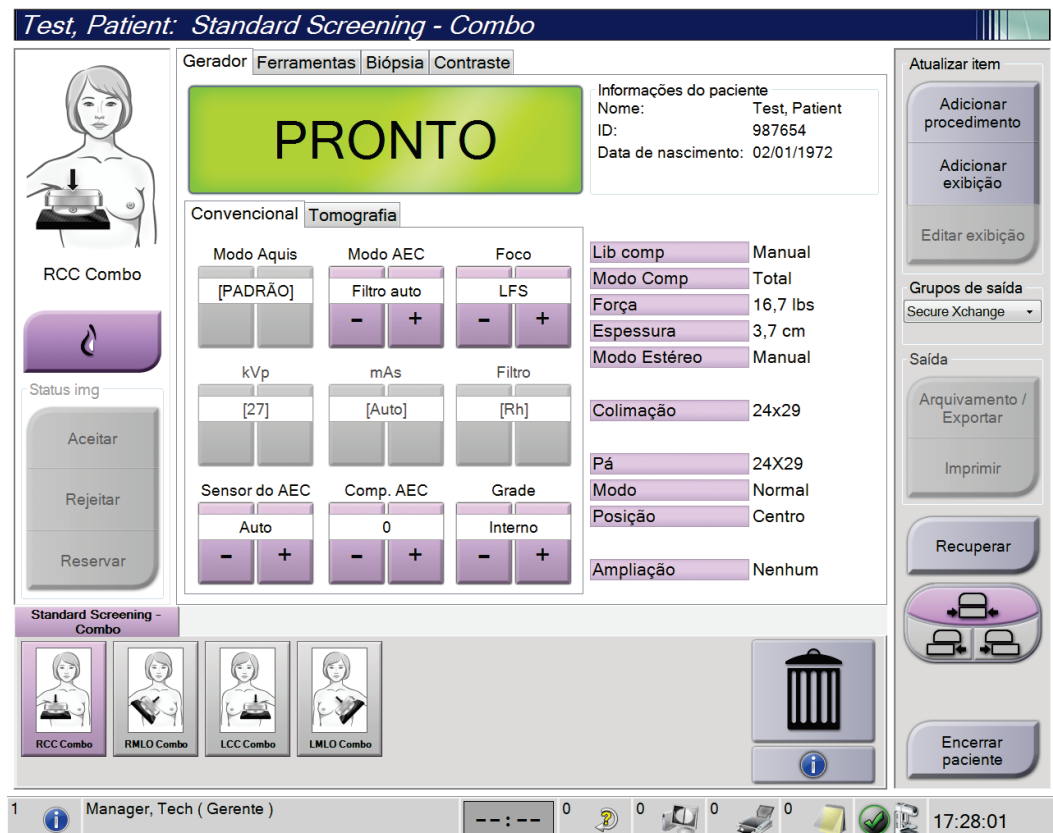 Test, Patient: Standard Screening - Combo
Gerador Ferramentas Biópsia Contraste
PRONTO
Informações do paciente
Nome: Test, Patient
ID: 987654
Data de nascimento: 02/01/1972
RCC Combo
Status img
Aceitar
Rejeitar
Reservar
Convencional Tomografia
Modo Aquis Modo AEC Foco
[PADRÃO] Filtro auto LFS
- + - +
kVp mAs Filtro
[27] [Auto] [Rh]
Sensor do AEC Comp. AEC Grade
Auto 0 Interno
- + - + - +
Lib comp Manual
Modo Comp Total
Força 16,7 lbs
Espessura 3,7 cm
Modo Estéreo Manual
Colimação 24x29
Pá 24X29
Modo Normal
Posição Centro
Ampliação Nenhum
Atualizar item
Adicionar
procedimento
Adicionar
exibição
Editar exibição
Grupos de saída
Secure Xchange
Saída
Arquivamento /
Exportar
Imprimir
Recuperar
Encerrar
paciente
Standard Screening -
Combo
RCC Combo RMLO Combo LCC Combo LMLO Combo
1 Manager, Tech ( Gerente ) --:-- 0 0 0 0 17:28:01